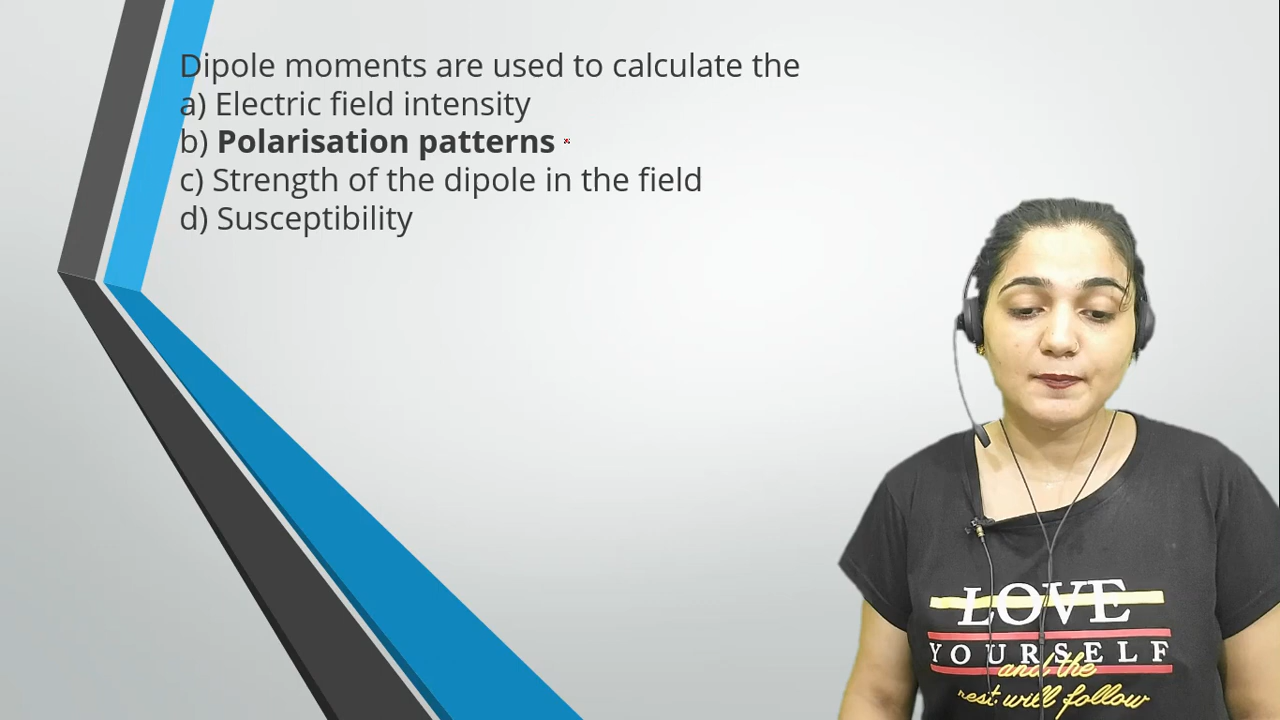 Dipole moments are used to calculate the
a) Electric field intensity
b) Polarisation patterns
c) Strength of the dipole in the field
d) Susceptibility
LOVE
YOURSELF
and the
rest will follow